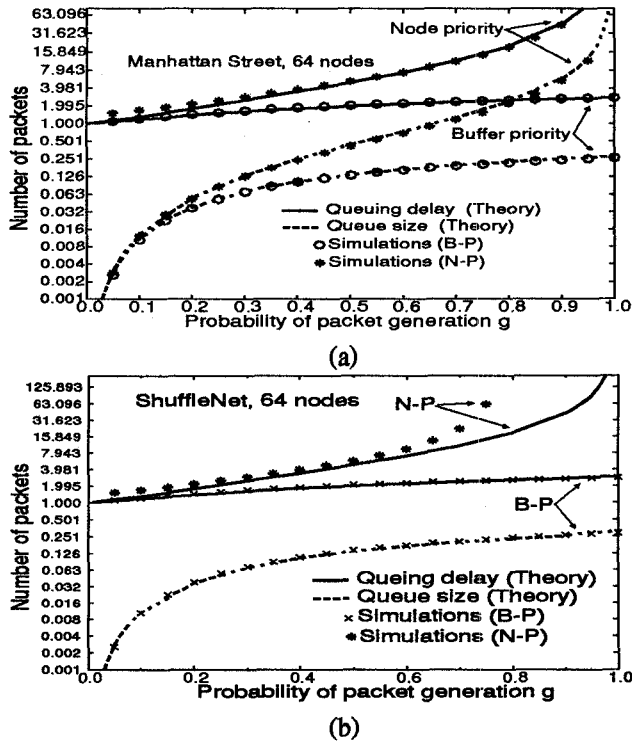 63.096
31.623
15.849
7.943
3.981
1.995
1.000
0.501
0.251
0.126
0.063
0.032
0.016
0.008
0.004
0.002
0.001
Number of packets
Manhattan Street, 64 nodes
Node priority
Buffer priority
Queuing delay (Theory)
Queue size (Theory)
Simulations (B-P)
Simulations (N-P)
0.0 0.1 0.2 0.3 0.4 0.5 0.6 0.7 0.8 0.9 1.0
Probability of packet generation g
(a)
125.893
63.096
31.623
15.849
7.943
3.981
1.995
1.000
0.501
0.251
0.126
0.063
0.032
0.016
0.008
0.004
0.002
0.001
Number of packets
ShuffleNet, 64 nodes
N-P
B-P
Queing delay (Theory)
Queue size (Theory)
Simulations (B-P)
Simulations (N-P)
0.0 0.2 0.4 0.6 0.8 1.0
Probability of packet generation g
(b)